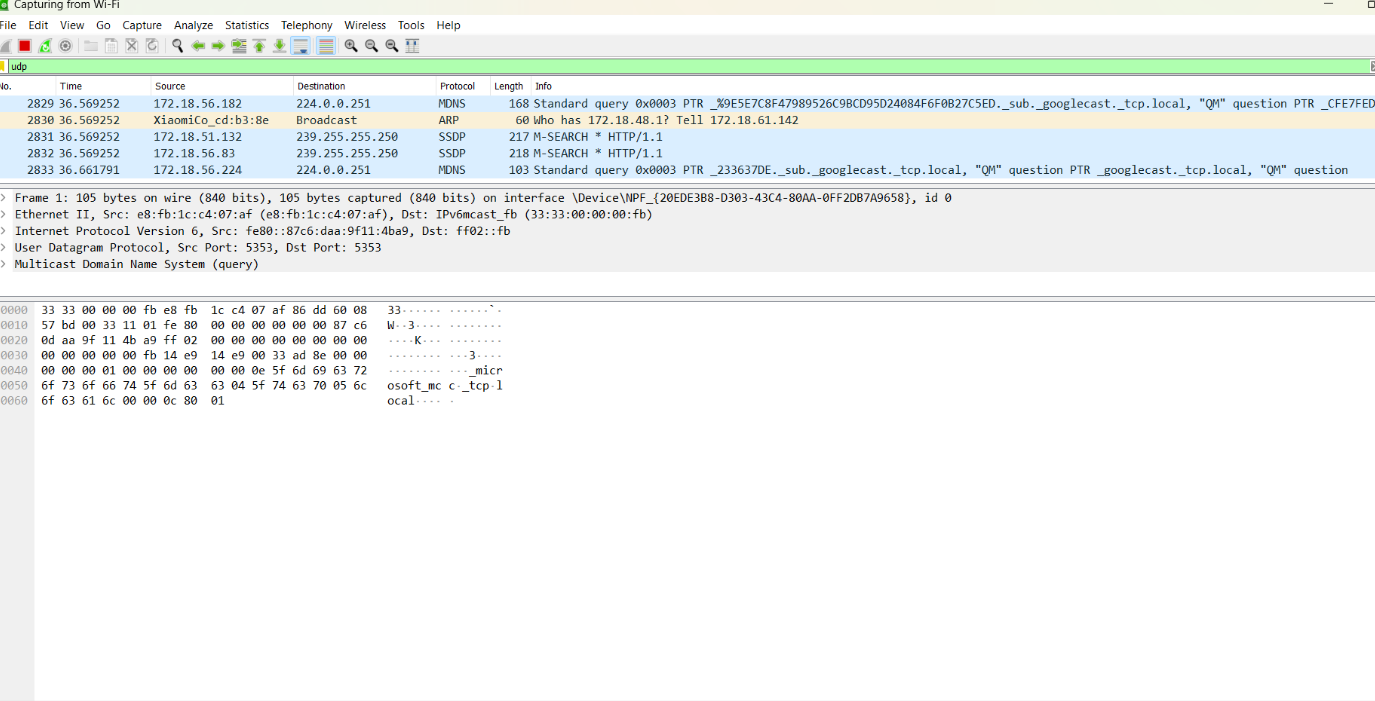 Capturing from Wi-Fi
File Edit View Go Capture Analyze Statistics Telephony Wireless Tools Help
udp
No. Time Source Destination Protocol Length Info
2829 36.569252 172.18.56.182 224.0.0.251 MDNS 168 Standard query 0x0003 PTR _%9E5E7C8F47989526C9BCD95D24084F6F0B27C5ED._sub._googlecast._tcp.local, "QM" question PTR _CFE7FED
2830 36.569252 XiaomiCo_cd:b3:8e Broadcast ARP 60 Who has 172.18.48.1? Tell 172.18.61.142
2831 36.569252 172.18.51.132 239.255.255.250 SSDP 217 M-SEARCH * HTTP/1.1
2832 36.569252 172.18.56.83 239.255.255.250 SSDP 218 M-SEARCH * HTTP/1.1
2833 36.661791 172.18.56.224 224.0.0.251 MDNS 103 Standard query 0x0003 PTR _233637DE._sub._googlecast._tcp.local, "QM" question PTR _googlecast._tcp.local, "QM" question
> Frame 1: 105 bytes on wire (840 bits), 105 bytes captured (840 bits) on interface \Device\NPF_{20EDE3B8-D303-43C4-80AA-0FF2DB7A9658}, id 0
> Ethernet II, Src: e8:fb:1c:c4:07:af (e8:fb:1c:c4:07:af), Dst: IPv6mcast_fb (33:33:00:00:00:fb)
> Internet Protocol Version 6, Src: fe80::87c6:daa:9f11:4ba9, Dst: ff02::fb
> User Datagram Protocol, Src Port: 5353, Dst Port: 5353
> Multicast Domain Name System (query)
0000 33 33 00 00 00 fb e8 fb 1c c4 07 af 86 dd 60 08 33······ ······`·
0010 57 bd 00 33 11 01 fe 80 00 00 00 00 00 00 87 c6 W··3···· ········
0020 0d aa 9f 11 4b a9 ff 02 00 00 00 00 00 00 00 00 ····K··· ········
0030 00 00 00 00 00 fb 14 e9 14 e9 00 33 ad 8e 00 00 ········ ···3····
0040 00 00 00 01 00 00 00 00 00 00 0e 5f 6d 69 63 72 ········ ···_micr
0050 6f 73 6f 66 74 5f 6d 63 63 04 5f 74 63 70 05 6c osoft_mc c·_tcp·l
0060 6f 63 61 6c 00 00 0c 80 01 ocal···· ·